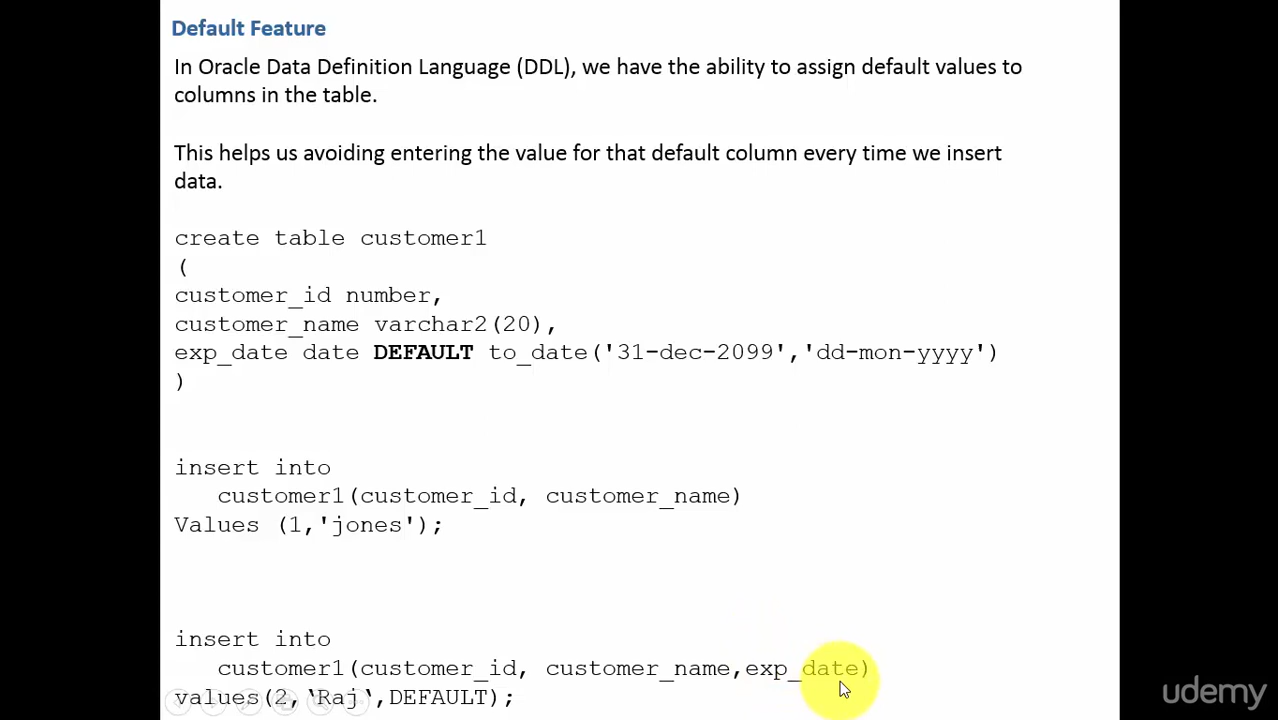 Default Feature
In Oracle Data Definition Language (DDL), we have the ability to assign default values to
columns in the table.
This helps us avoiding entering the value for that default column every time we insert
data.
create table customer1
(
customer_id number,
customer_name varchar2(20),
exp_date date DEFAULT to_date('31-dec-2099','dd-mon-yyyy')
)
insert into
customer1(customer_id, customer_name)
Values (1,'jones');
insert into
customer1(customer_id, customer_name,exp_date)
values(2,‛Raj‛,DEFAULT);
udemy